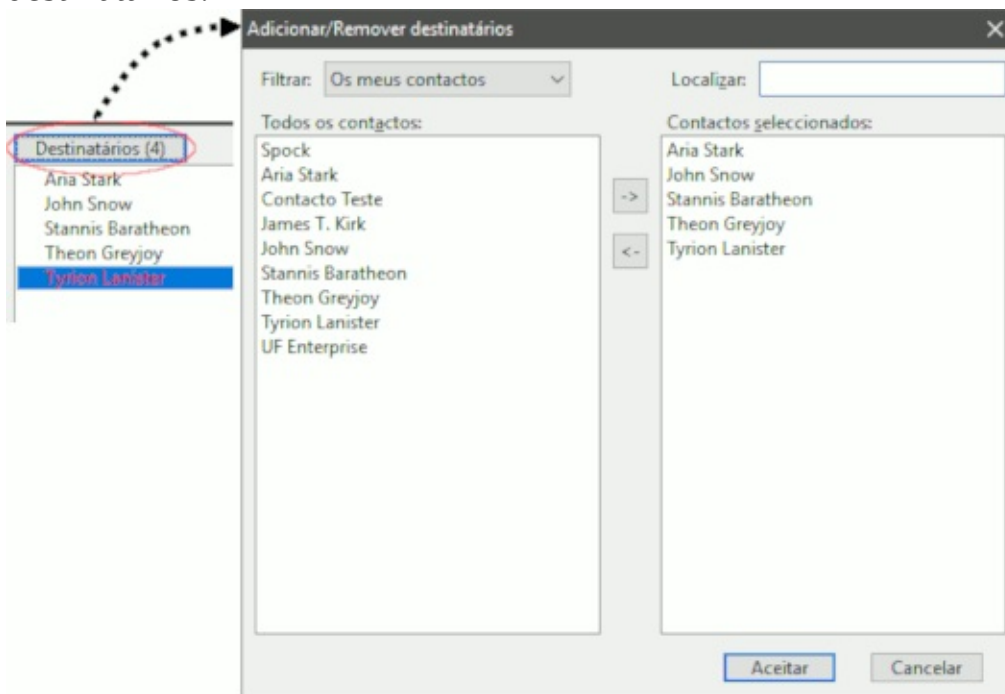 Adicionar/Remover destinatários
Filtrar: Os meus contactos
Localizar:
Destinatários (4)
Aria Stark
John Snow
Stannis Baratheon
Theon Greyjoy
Tyrion Lanister
Todos os contactos:
Spock
Aria Stark
Contacto Teste
James T. Kirk
John Snow
Stannis Baratheon
Theon Greyjoy
Tyrion Lanister
UF Enterprise
->
<-
Contactos seleccionados:
Aria Stark
John Snow
Stannis Baratheon
Theon Greyjoy
Tyrion Lanister
Aceitar
Cancelar